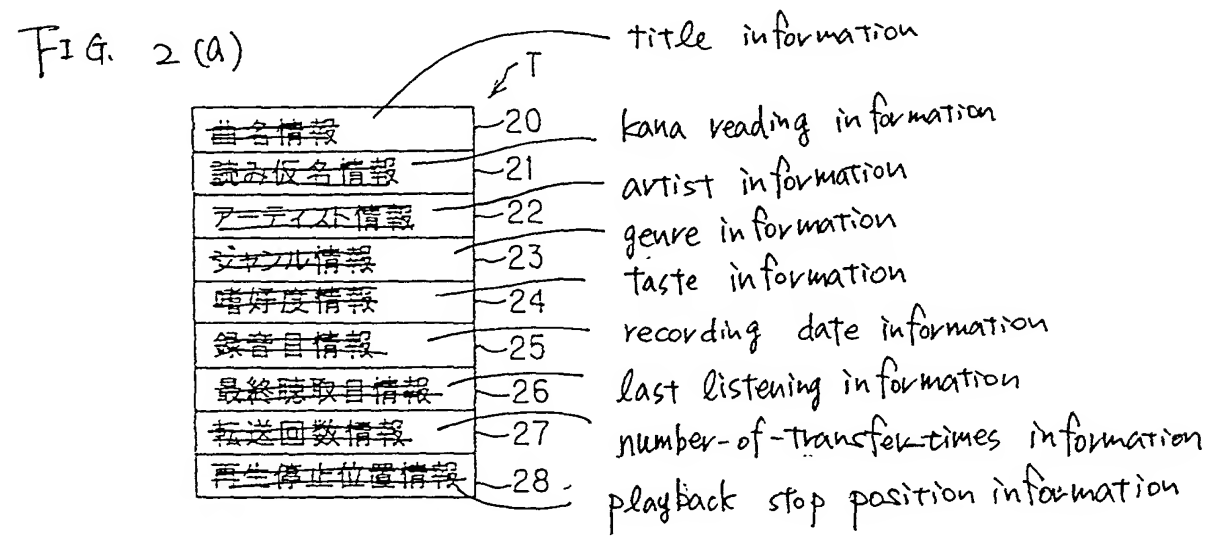 FIG. 2(a)
title information
T
曲名情報 20
kana reading information
読み仮名情報 21
artist information
アーティスト情報 22
genre information
ジャンル情報 23
taste information
嗜好度情報 24
recording date information
録音日情報 25
last listening information
最終聴取日情報 26
転送回数情報 27
number-of-transfer-times information
再生停止位置情報 28
playback stop position information